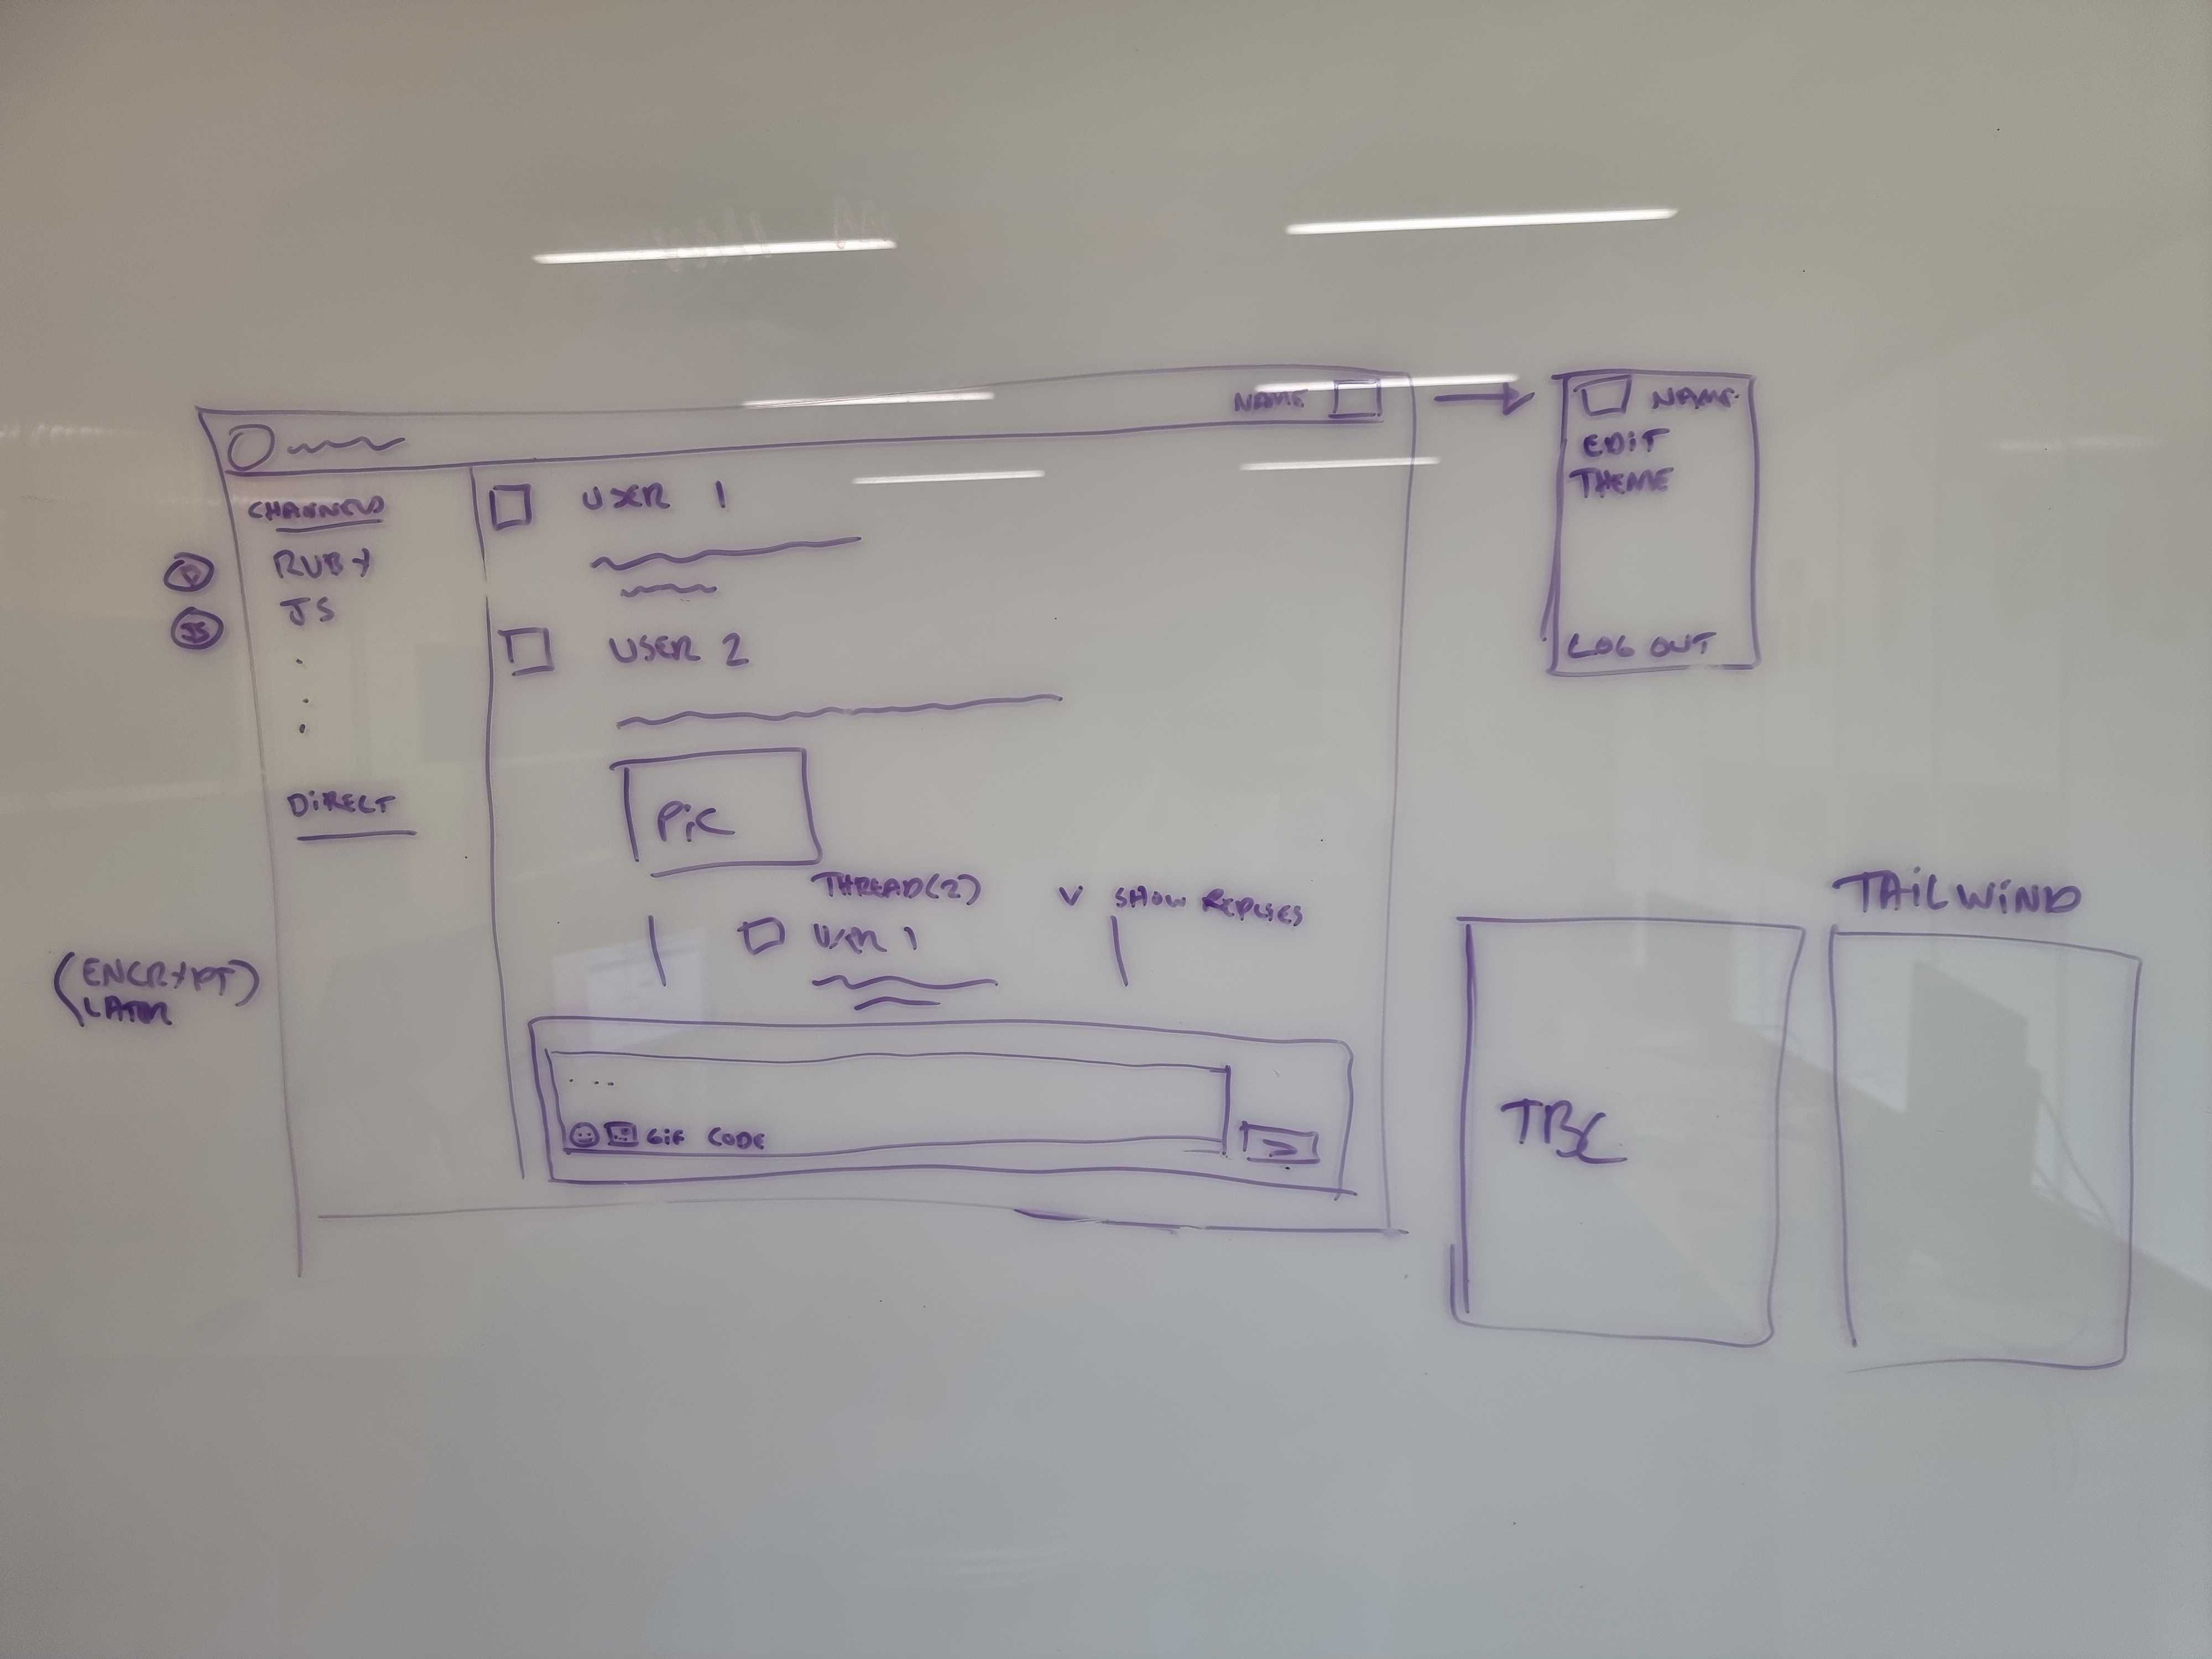 NAME
CHANNELS
RUBY
JS
JS
DIRECT
(ENCRYPT)
LATER
USER 1
USER 2
PIC
THREAD(2)
V SHOW REPLIES
USER 1
. ...
GIF CODE
>
NAME
EDIT
THEME
LOG OUT
TBC
TAILWIND